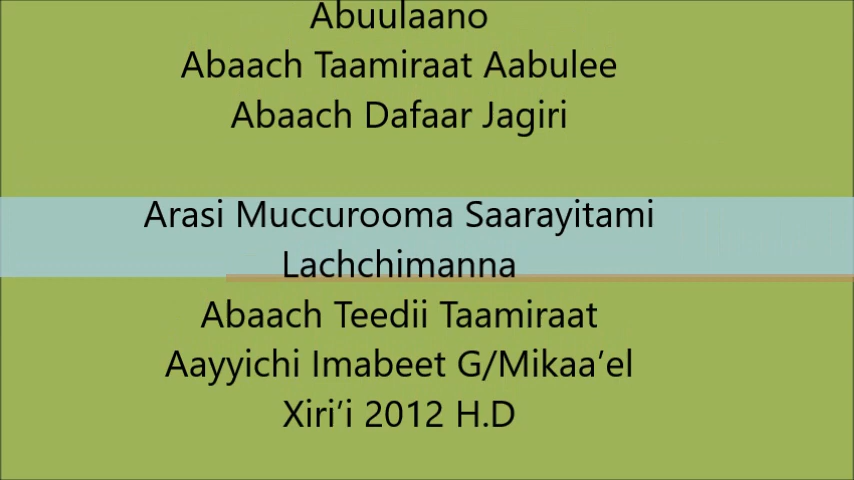 Abuulaano
Abaach Taamiraat Aabulee
Abaach Dafaar Jagiri
Arasi Muccurooma Saarayitami
Lachchimanna
Abaach Teedii Taamiraat
Aayyichi Imabeet G/Mikaa’el
Xiri’i 2012 H.D